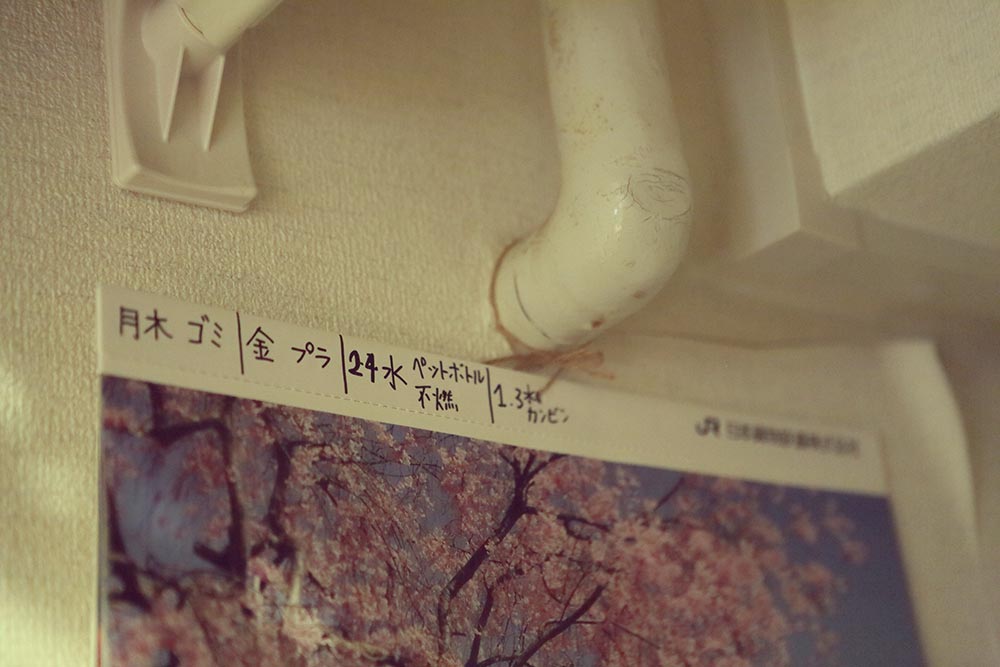 月木 ゴミ
金 プラ
2.4水 ペットボトル
不燃
1.3水
カンビン
JR